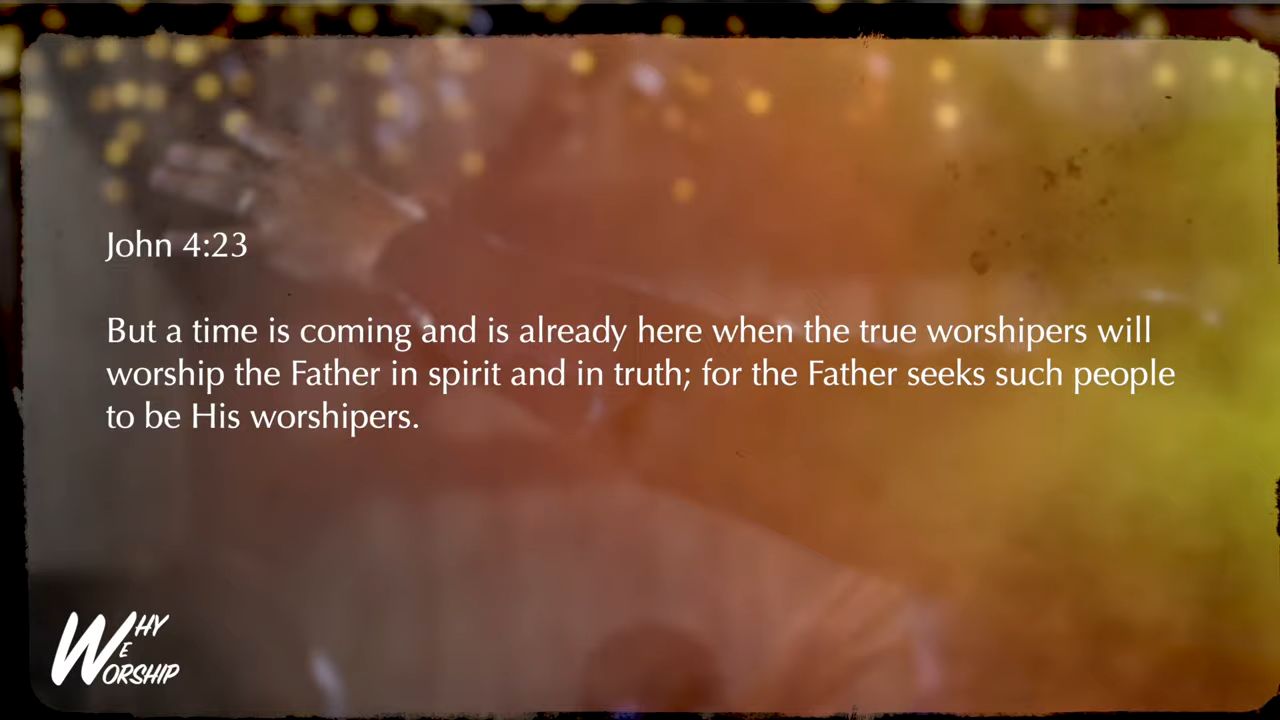 John 4:23
But a time is coming and is already here when the true worshipers will
worship the Father in spirit and in truth; for the Father seeks such people
to be His worshipers.
WHY
WE
WORSHIP